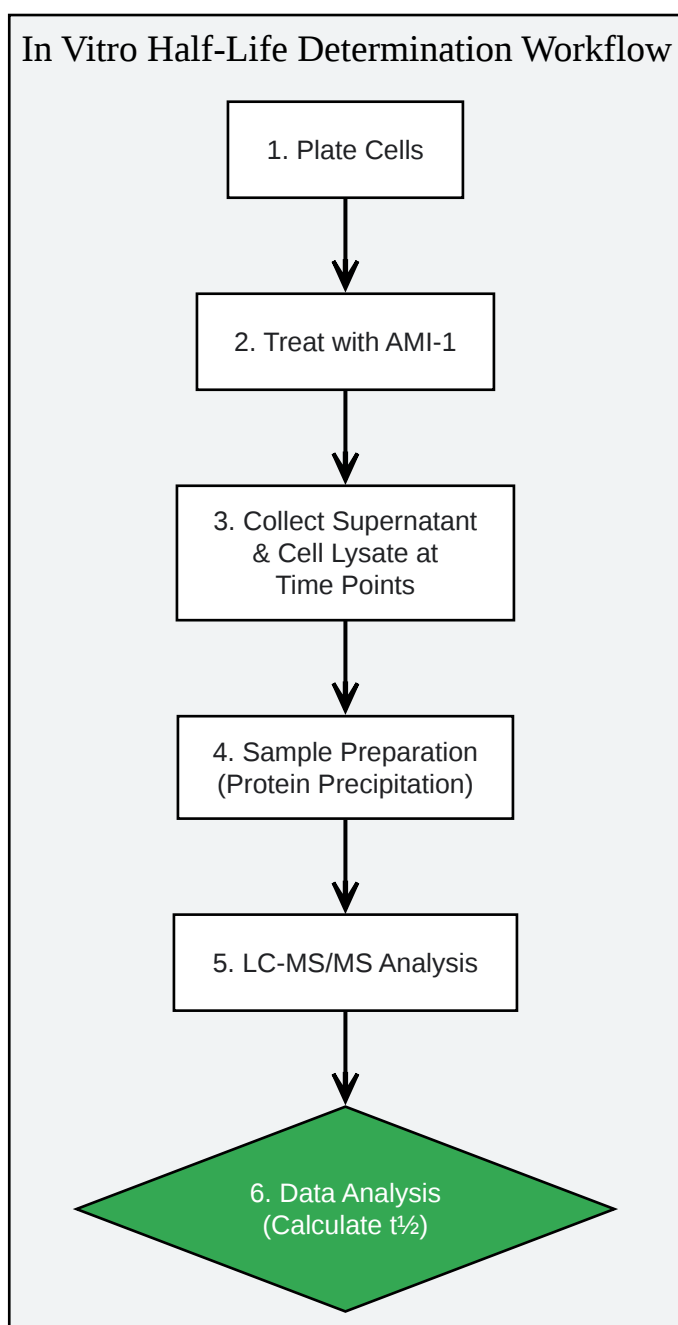 In Vitro Half-Life Determination Workflow
1. Plate Cells
2. Treat with AMI-1
3. Collect Supernatant
& Cell Lysate at
Time Points
4. Sample Preparation
(Protein Precipitation)
5. LC-MS/MS Analysis
6. Data Analysis
(Calculate t½)